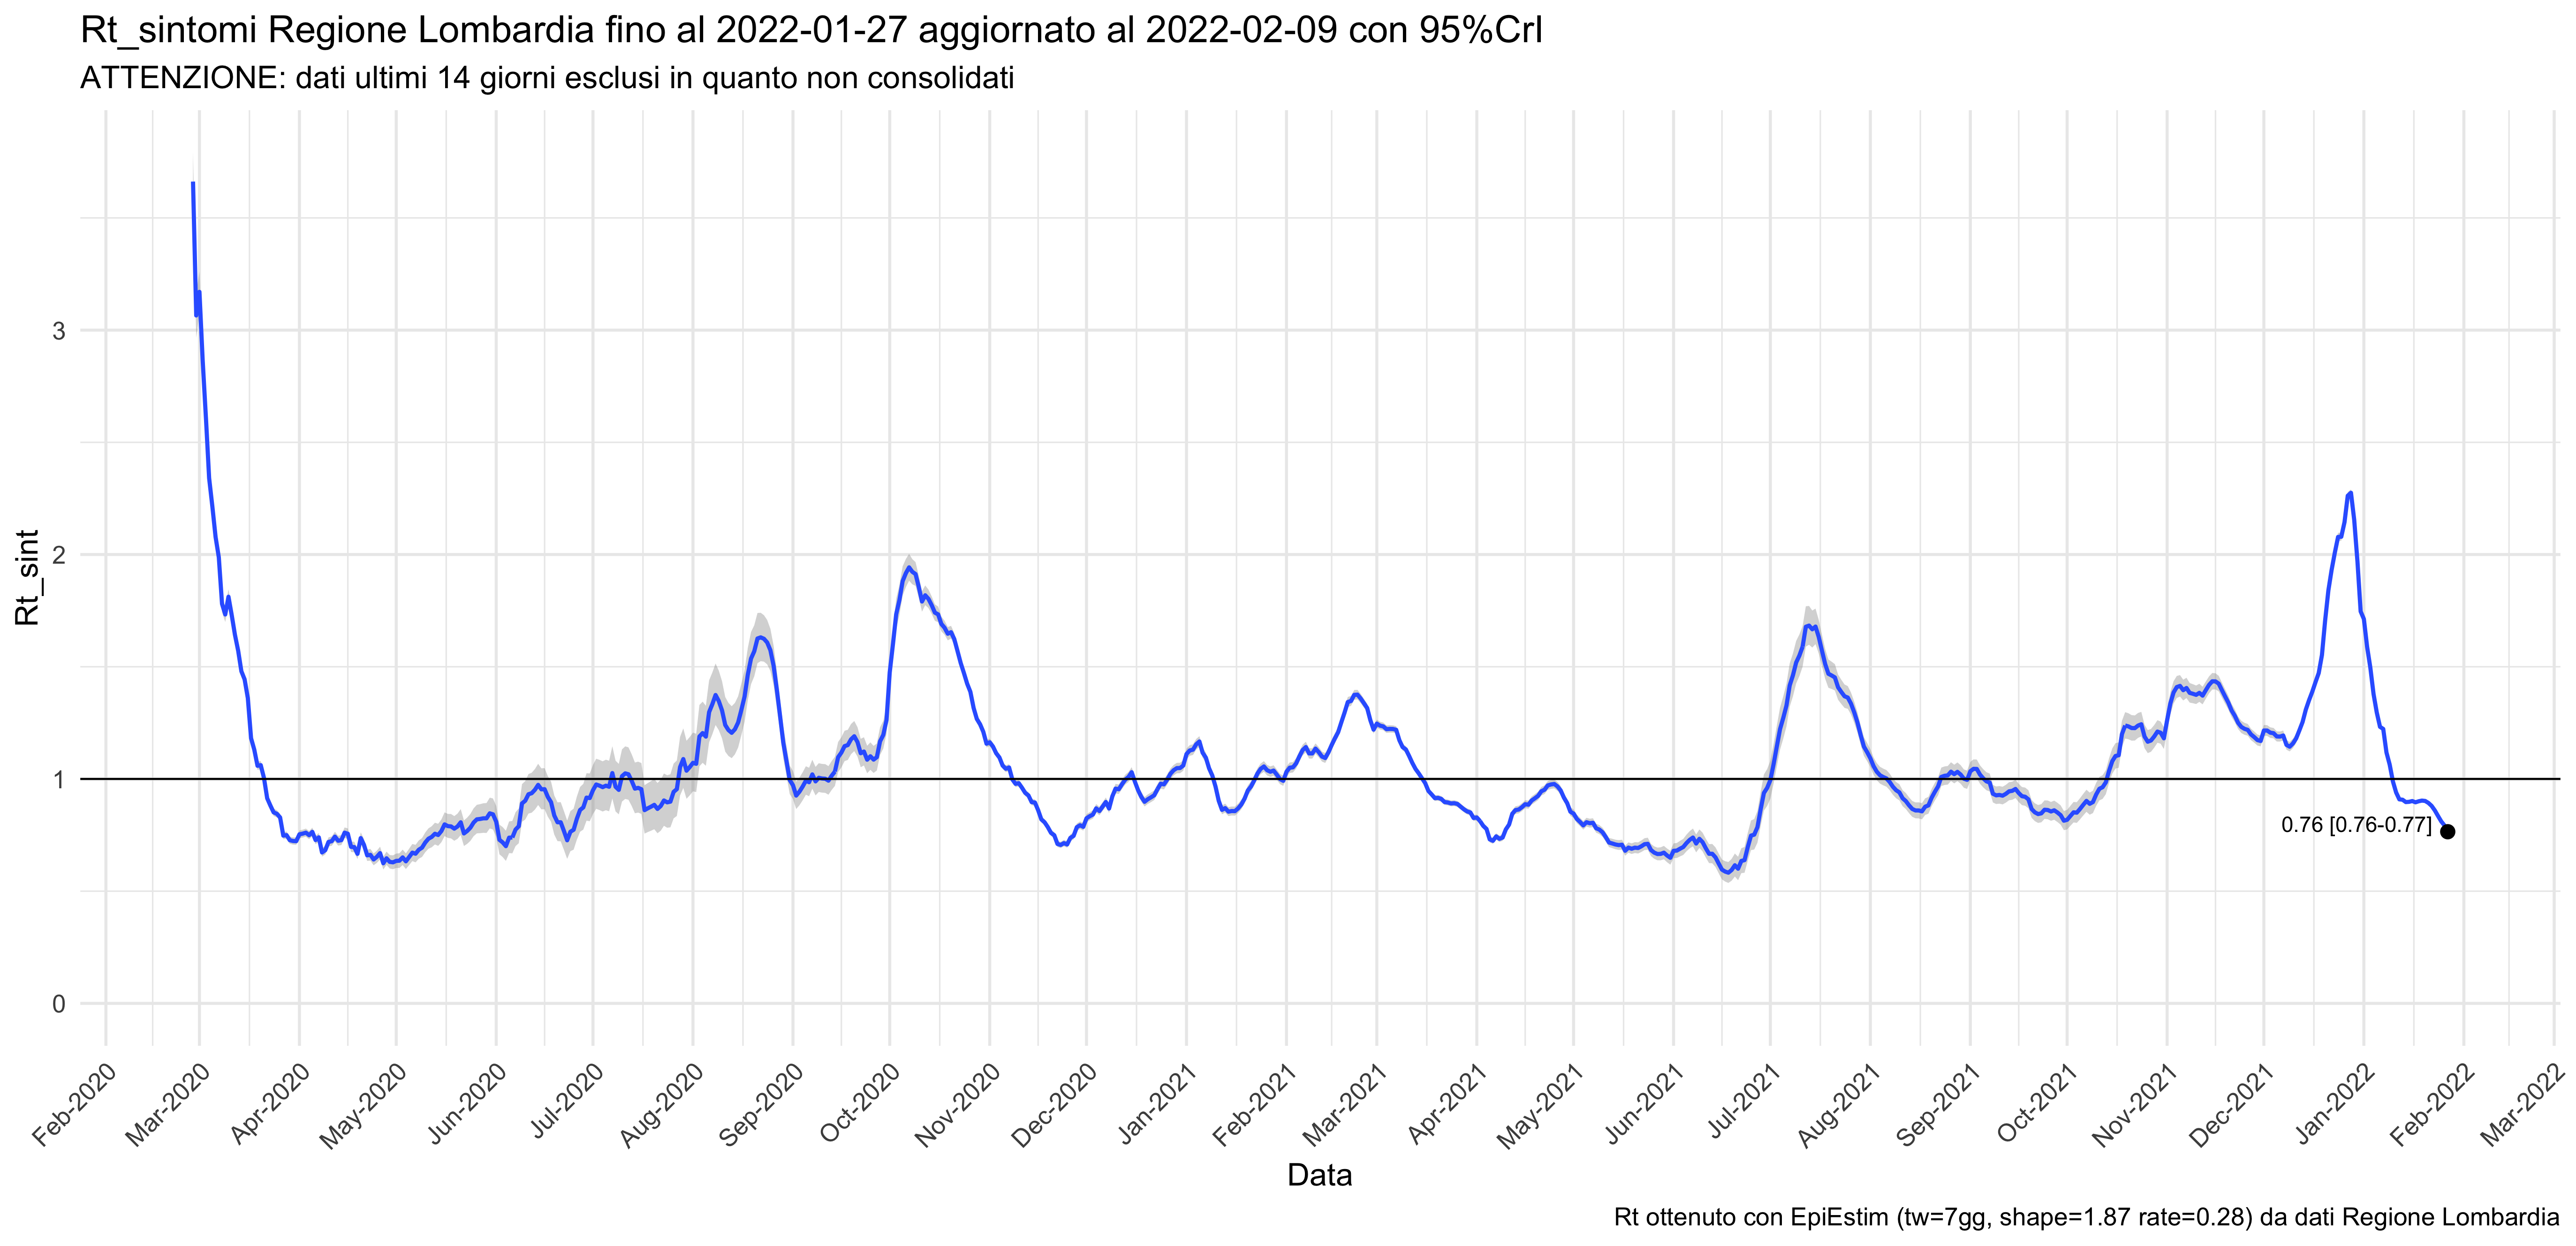 Rt_sintomi Regione Lombardia fino al 2022-01-27 aggiornato al 2022-02-09 con 95%CrI
ATTENZIONE: dati ultimi 14 giorni esclusi in quanto non consolidati
Rt_sint
3
2
1
0
0.76 [0.76-0.77]
Feb-2020
Mar-2020
Apr-2020
May-2020
Jun-2020
Jul-2020
Aug-2020
Sep-2020
Oct-2020
Nov-2020
Dec-2020
Jan-2021
Feb-2021
Mar-2021
Apr-2021
May-2021
Jun-2021
Jul-2021
Aug-2021
Sep-2021
Oct-2021
Nov-2021
Dec-2021
Jan-2022
Feb-2022
Mar-2022
Data
Rt ottenuto con EpiEstim (tw=7gg, shape=1.87 rate=0.28) da dati Regione Lombardia